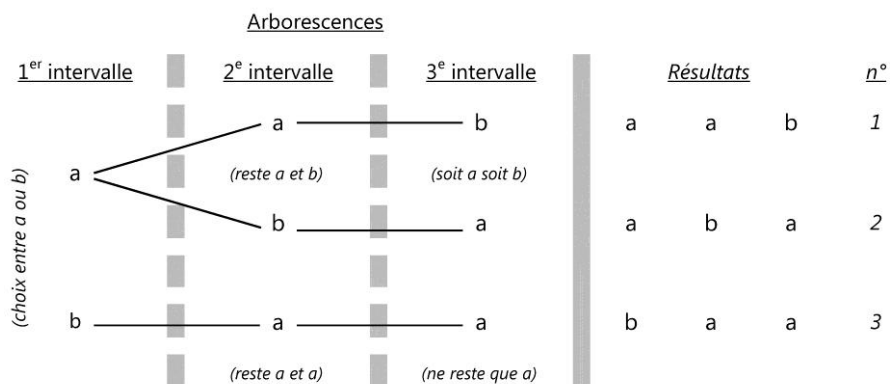 Arborescences
1er intervalle 2e intervalle 3e intervalle Résultats n°
a b a a b 1
(choix entre a ou b)
a (reste a et b) (soit a soit b)
b a a b a 2
b a a b a a 3
(reste a et a) (ne reste que a)